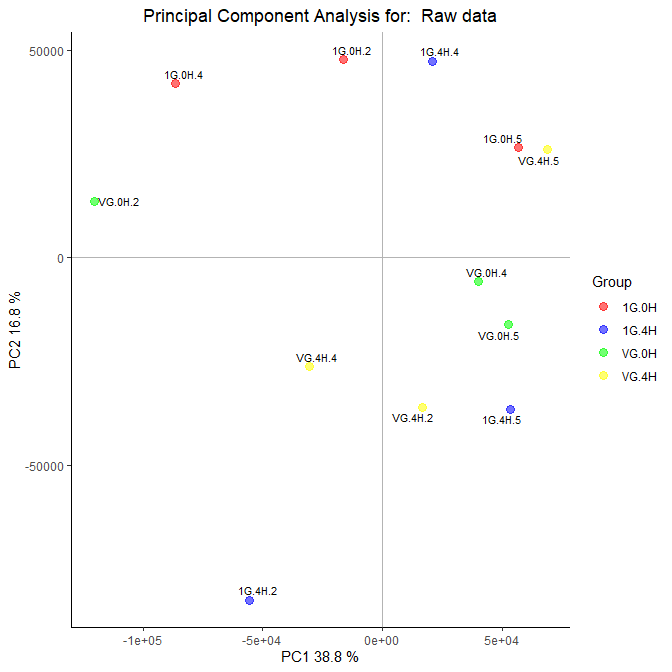 Principal Component Analysis for: Raw data
50000
0
-50000
PC2 16.8 %
1G.0H.2
1G.4H.4
1G.0H.4
1G.0H.5
VG.4H.5
VG.0H.2
VG.0H.4
VG.0H.5
VG.4H.4
VG.4H.2
1G.4H.5
1G.4H.2
Group
1G.0H
1G.4H
VG.0H
VG.4H
-1e+05
-5e+04
0e+00
5e+04
PC1 38.8 %